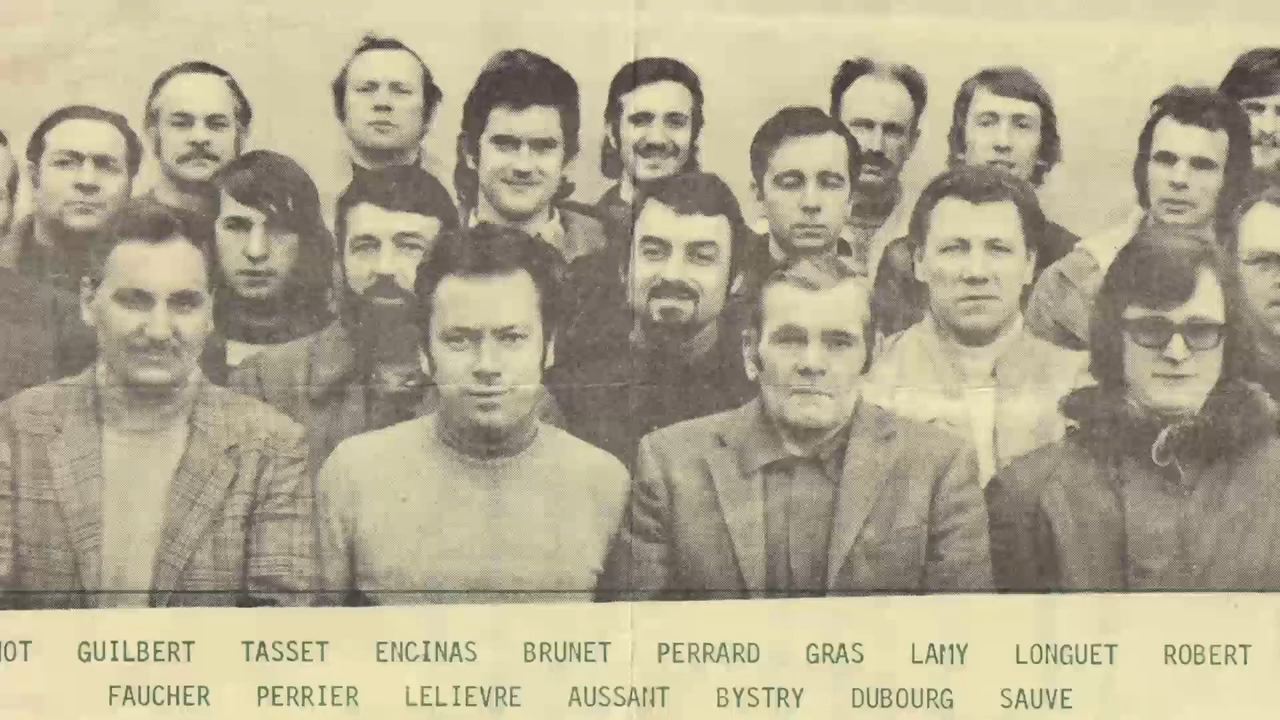 GUILBERT TASSET ENCINAS BRUNET PERRARD GRAS LAMY LONGUET ROBERT
FAUCHER PERRIER LELIEVRE AUSSANT BYSTRY DUBOURG SAUVE